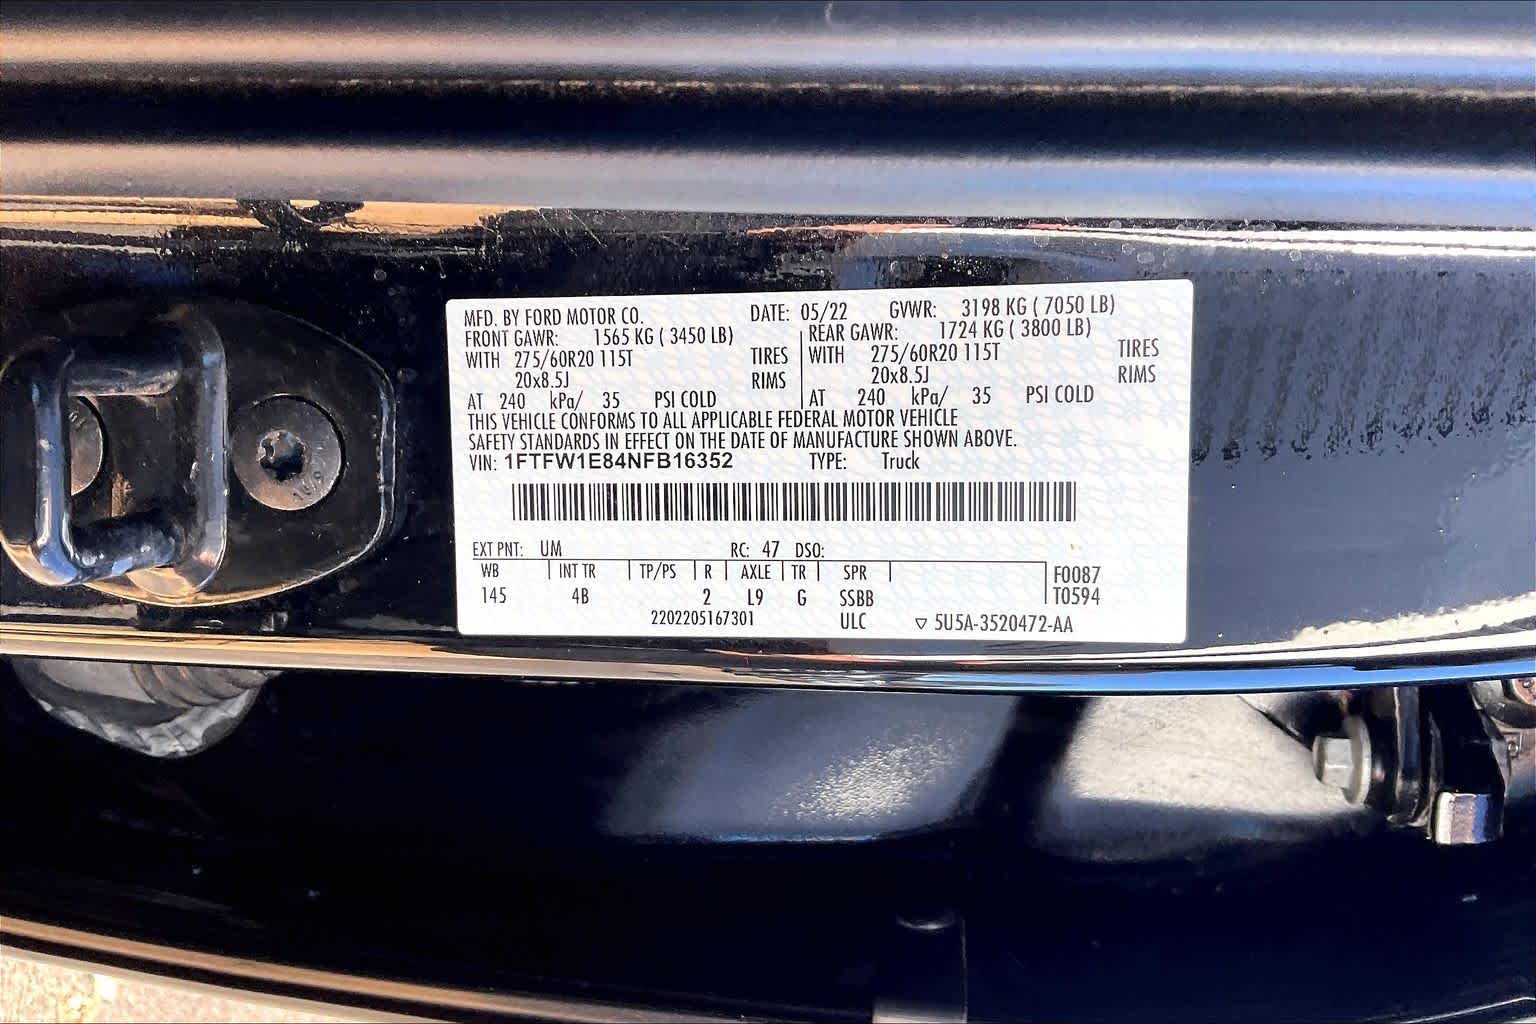 MFD. BY FORD MOTOR CO. DATE: 05/22 GVWR: 3198 KG ( 7050 LB)
FRONT GAWR: 1565 KG ( 3450 LB) REAR GAWR: 1724 KG ( 3800 LB)
WITH 275/60R20 115T TIRES WITH 275/60R20 115T TIRES
20x8.5J RIMS 20x8.5J RIMS
AT 240 kPa/ 35 PSI COLD AT 240 kPa/ 35 PSI COLD
THIS VEHICLE CONFORMS TO ALL APPLICABLE FEDERAL MOTOR VEHICLE
SAFETY STANDARDS IN EFFECT ON THE DATE OF MANUFACTURE SHOWN ABOVE.
VIN: 1FTFW1E84NFB16352 TYPE: Truck
EXT PNT: UM RC: 47 DSO:
WB INT TR TP/PS R AXLE TR SPR F0087
145 4B 2 L9 G SSBB T0594
2202205167301 ULC ▽ 5U5A-3520472-AA